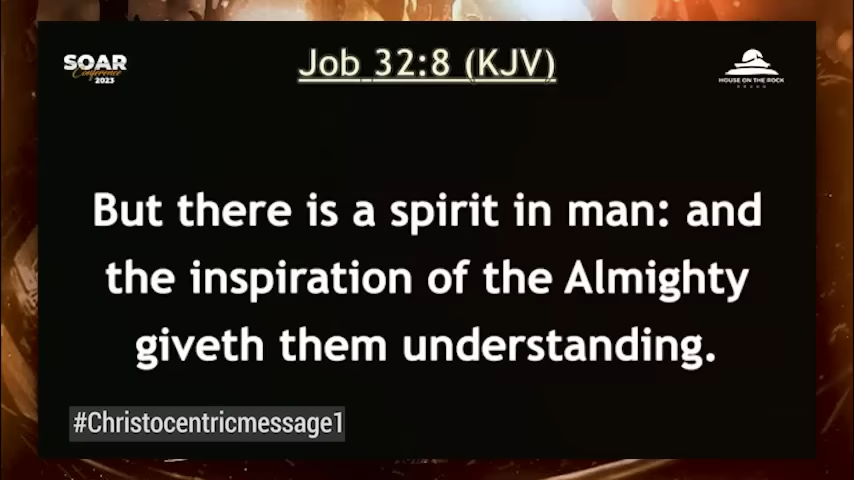 SOAR
Conference
2023
Job 32:8 (KJV)
HOUSE ON THE ROCK
But there is a spirit in man: and
the inspiration of the Almighty
giveth them understanding.
#Christocentricmessage1